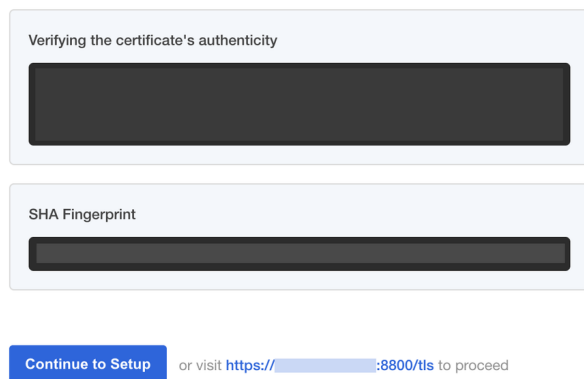 Verifying the certificate's authenticity
SHA Fingerprint
Continue to Setup or visit https:// :8800/tls to proceed